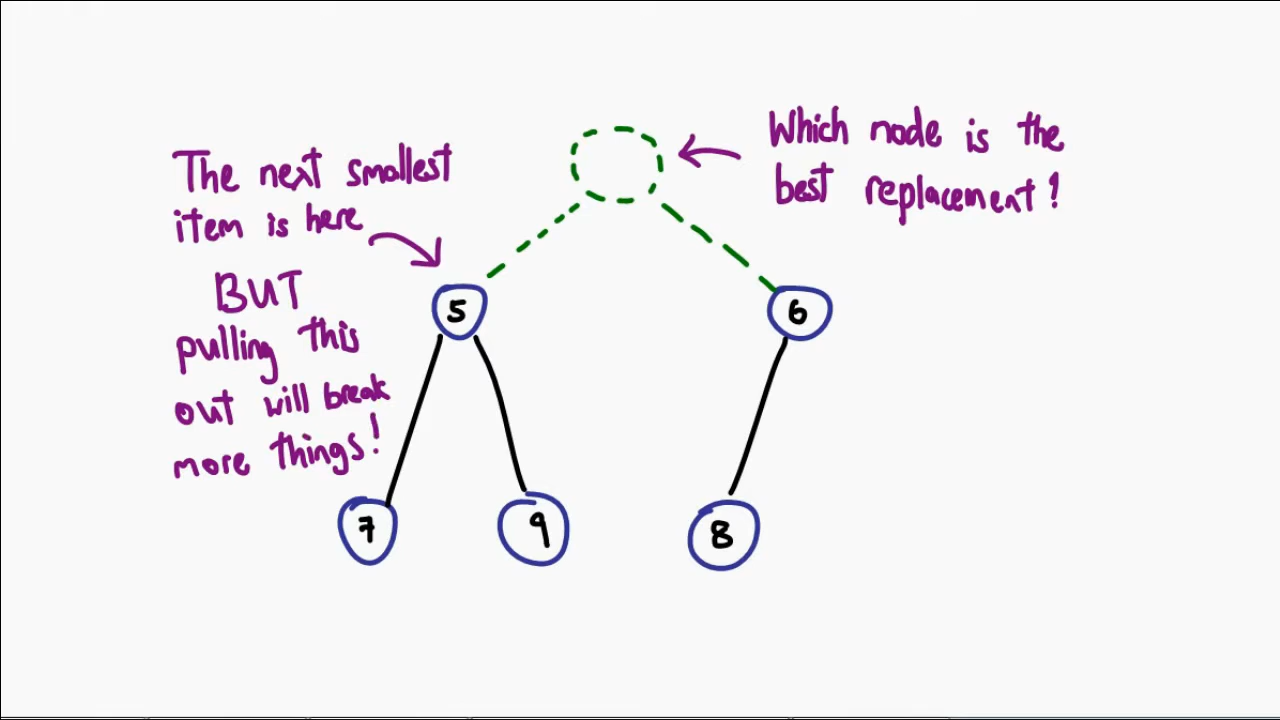 Which node is the
best replacement!
The next smallest
item is here
BUT
pulling this
out will break
more things!
5
6
7
9
8